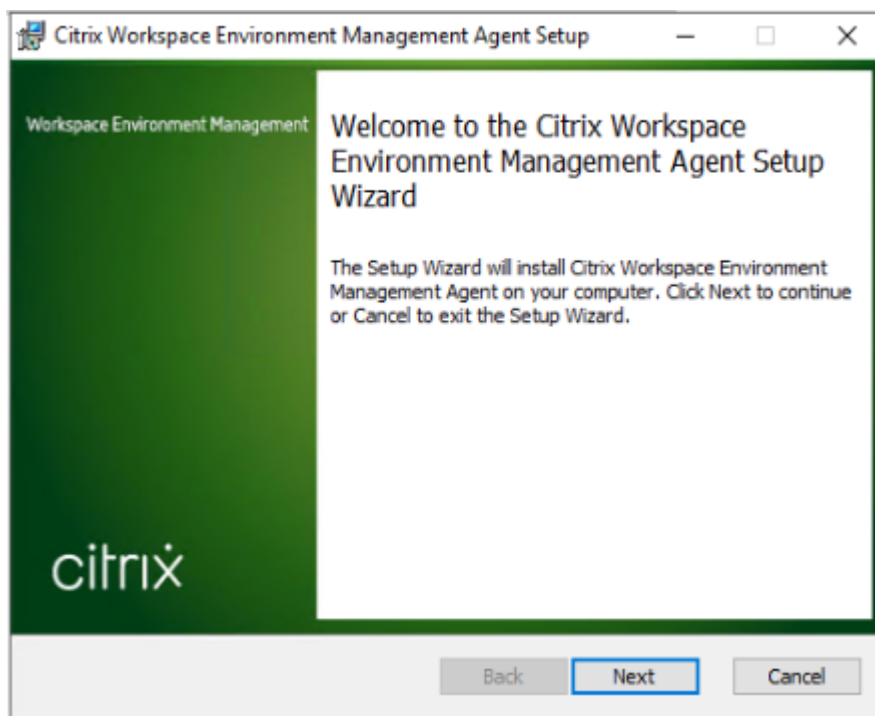 Citrix Workspace Environment Management Agent Setup
Workspace Environment Management
Welcome to the Citrix Workspace
Environment Management Agent Setup
Wizard
The Setup Wizard will install Citrix Workspace Environment
Management Agent on your computer. Click Next to continue
or Cancel to exit the Setup Wizard.
citrix
Back Next Cancel